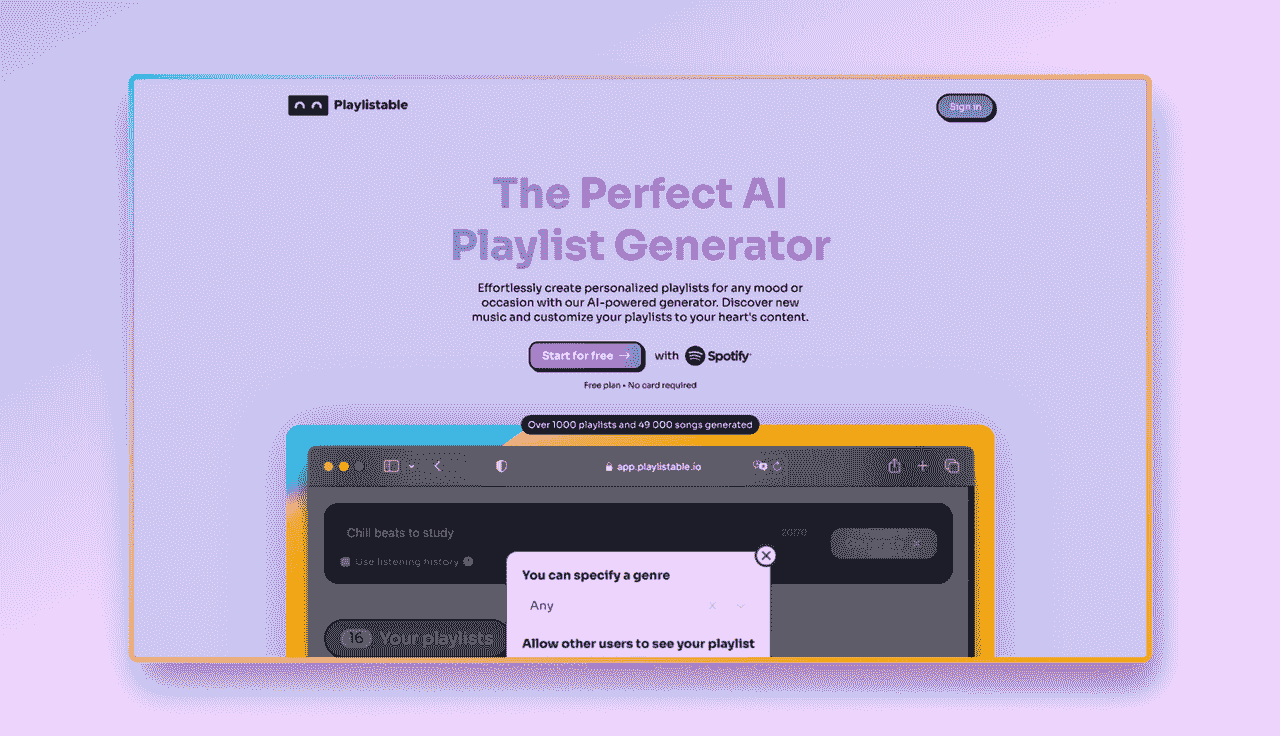 Playlistable
Sign in
The Perfect AI
Playlist Generator
Effortlessly create personalized playlists for any mood or
occasion with our AI-powered generator. Discover new
music and customize your playlists to your heart's content.
Start for free →
with Spotify
Free plan • No card required
Over 1000 playlists and 49 000 songs generated
app.playlistable.io
Chill beats to study
20/70
Use listening history
You can specify a genre
Any
16 Your playlists
Allow other users to see your playlist